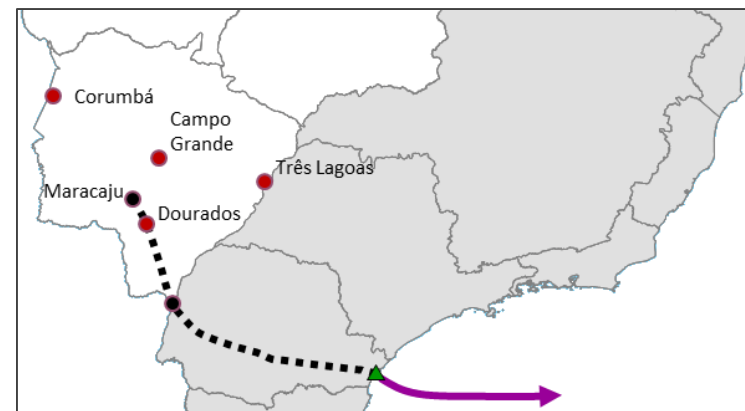 Corumbá
Campo
Grande
Três Lagoas
Maracaju
Dourados